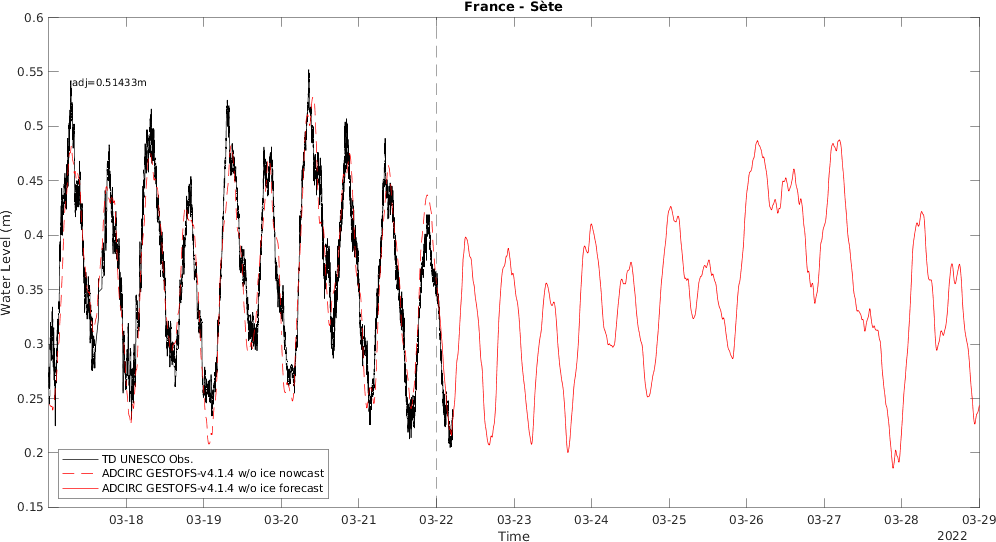 France - Sète
Water Level (m)
0.6
0.55
0.5
0.45
0.4
0.35
0.3
0.25
0.2
0.15
adj=0.51433m
TD UNESCO Obs.
ADCIRC GESTOFS-v4.1.4 w/o ice nowcast
ADCIRC GESTOFS-v4.1.4 w/o ice forecast
03-18 03-19 03-20 03-21 03-22 03-23 03-24 03-25 03-26 03-27 03-28 03-29
Time
2022